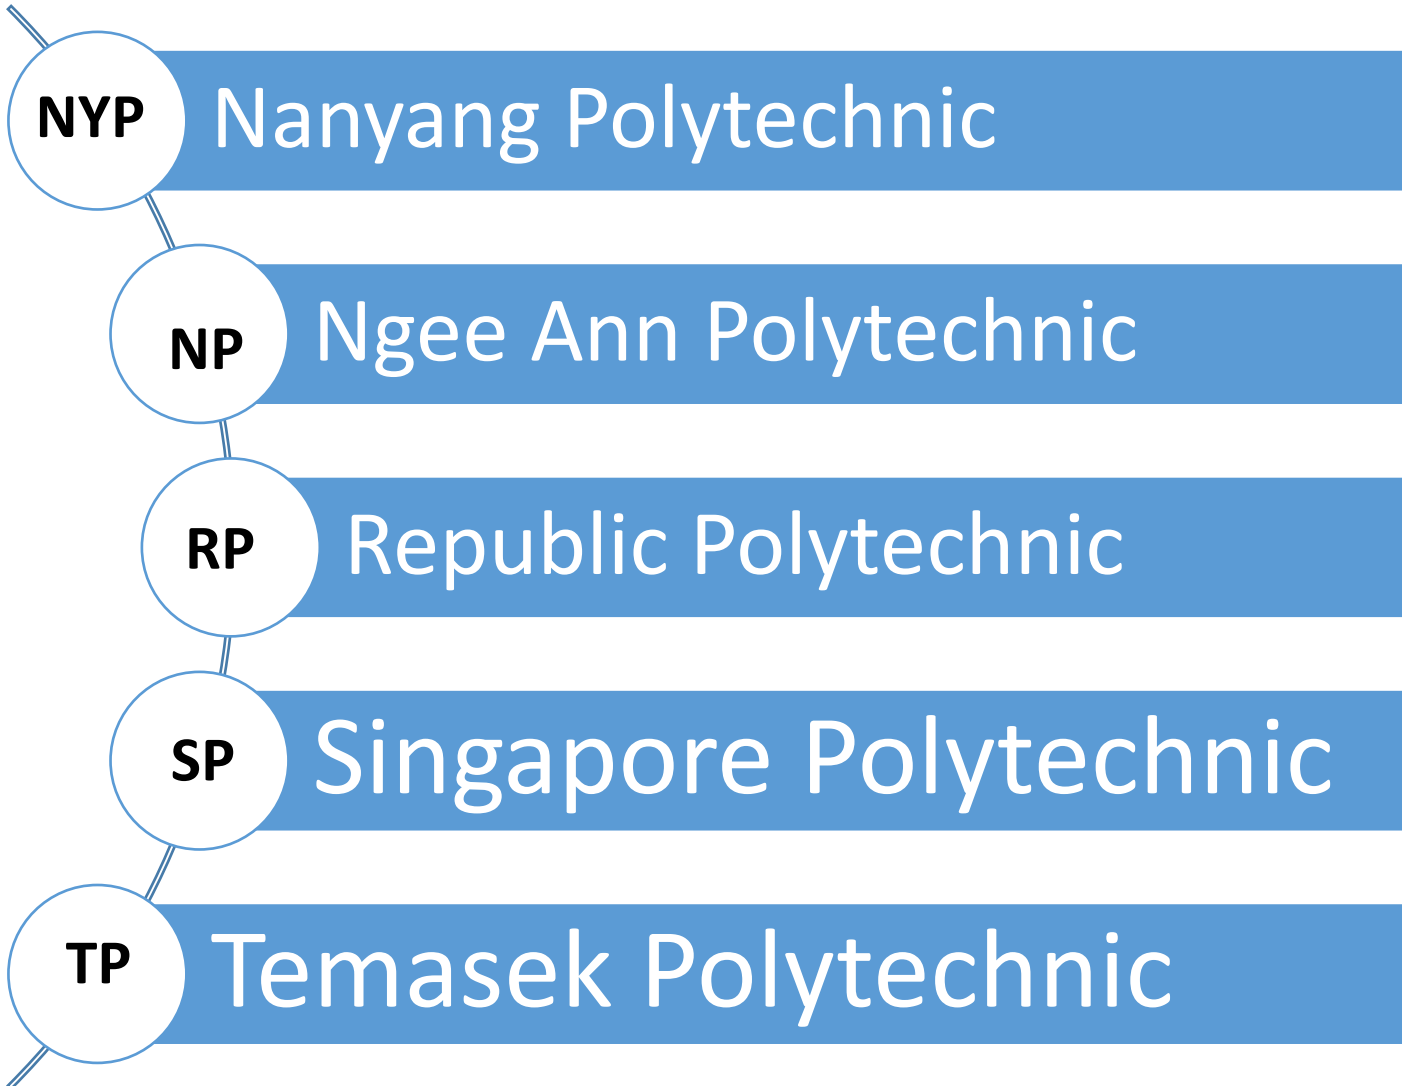 NYP Nanyang Polytechnic
NP Ngee Ann Polytechnic
RP Republic Polytechnic
SP Singapore Polytechnic
TP Temasek Polytechnic